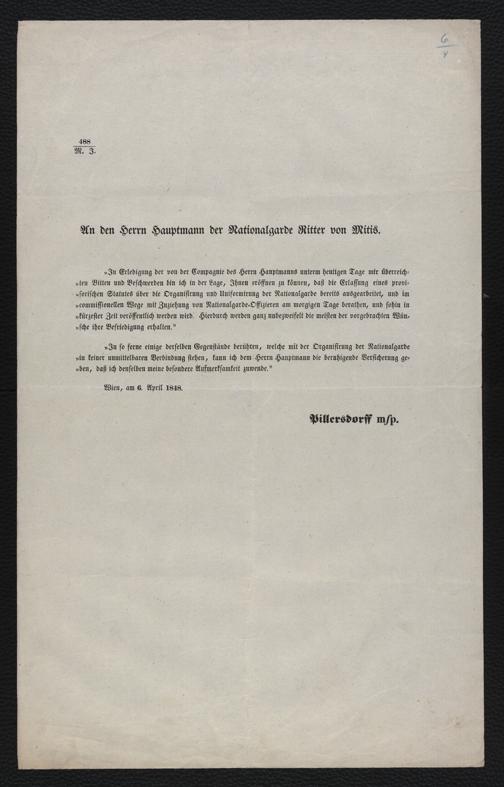 6
4
488
M. I.
An den Herrn Hauptmann der Nationalgarde Ritter von Mitis.
„In Erledigung der von der Compagnie des Herrn Hauptmanns unterm heutigen Tage mir überreich-
„ten Bitten und Beschwerden bin ich in der Lage, Ihnen eröffnen zu können, daß die Erlassung eines provi-
„sorischen Statutes über die Organisirung und Uniformirung der Nationalgarde bereits ausgearbeitet, und im
„commissionellen Wege mit Zuziehung von Nationalgarde-Offizieren am morgigen Tage berathen, und sohin in
„kürzester Zeit veröffentlicht werden wird. Hierdurch werden ganz unbezweifelt die meisten der vorgebrachten Wün-
„sche ihre Befriedigung erhalten."
„In so ferne einige derselben Gegenstände berühren, welche mit der Organisirung der Nationalgarde
„in keiner unmittelbaren Verbindung stehen, kann ich dem Herrn Hauptmann die beruhigende Versicherung ge-
„ben, daß ich denselben meine besondere Aufmerksamkeit zuwende."
Wien, am 6. April 1848.
Pillersdorff m/p.